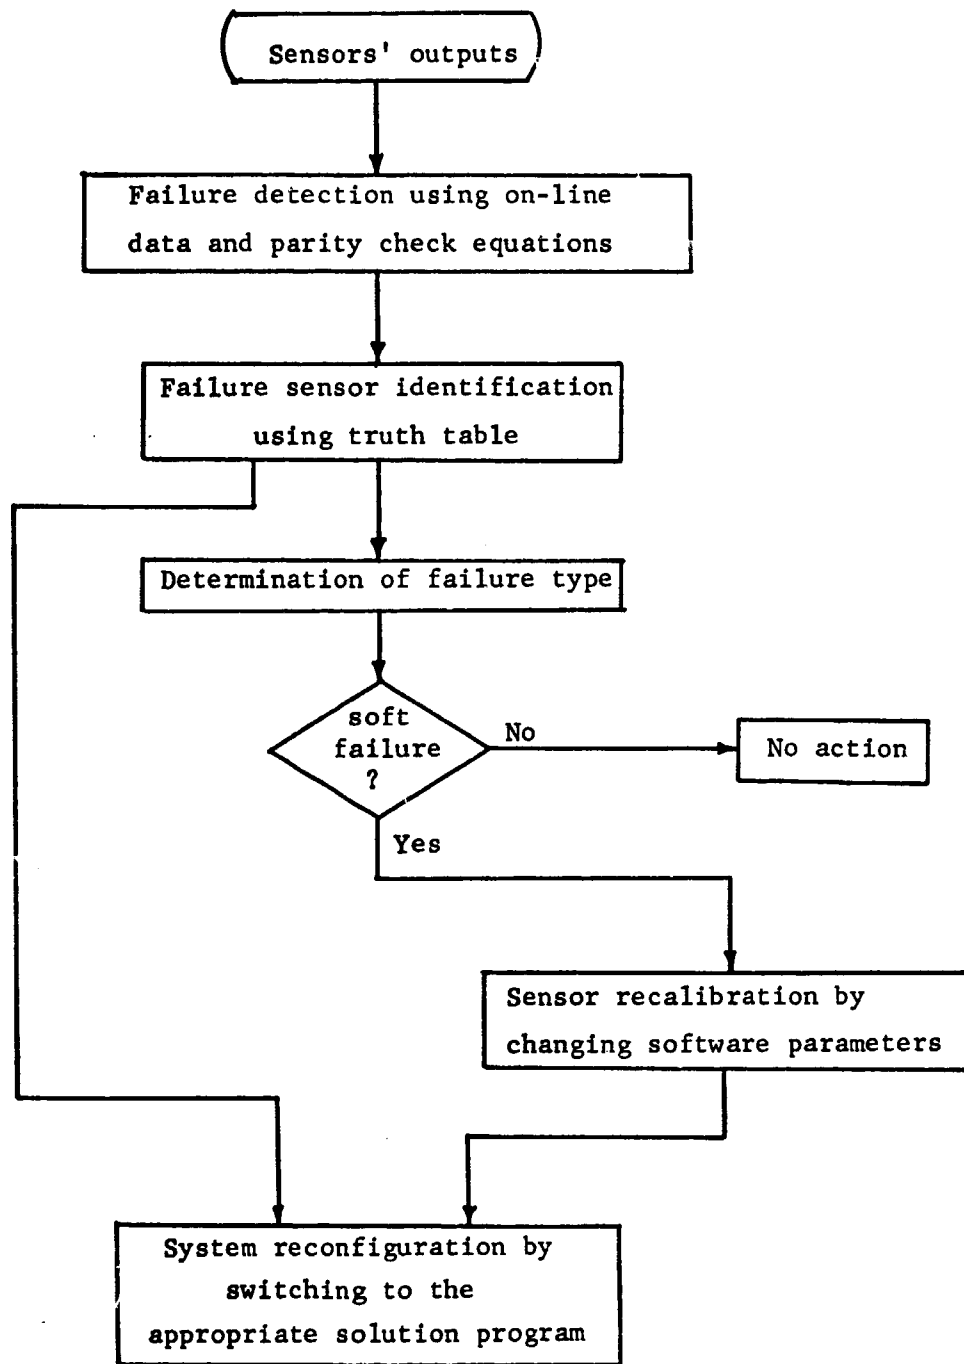 Sensors' outputs
Failure detection using on-line
data and parity check equations
Failure sensor identification
using truth table
Determination of failure type
soft
failure
?
No
No action
Yes
Sensor recalibration by
changing software parameters
System reconfiguration by
switching to the
appropriate solution program